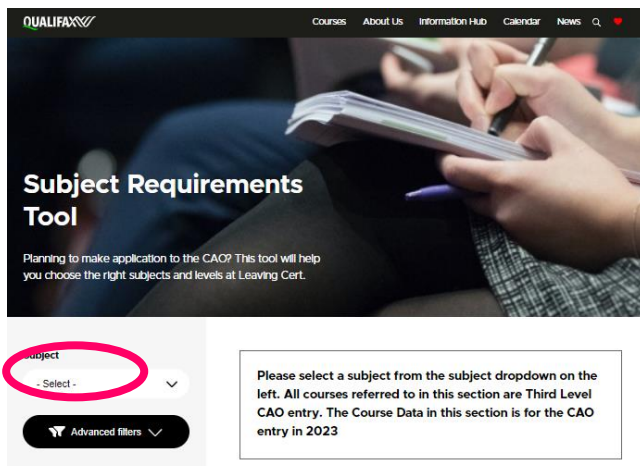 QUALIFAX
Courses About Us Information Hub Calendar News
Subject Requirements
Tool
Planning to make application to the CAO? This tool will help
you choose the right subjects and levels at Leaving Cert.
Subject
- Select -
Advanced filters
Please select a subject from the subject dropdown on the
left. All courses referred to in this section are Third Level
CAO entry. The Course Data in this section is for the CAO
entry in 2023